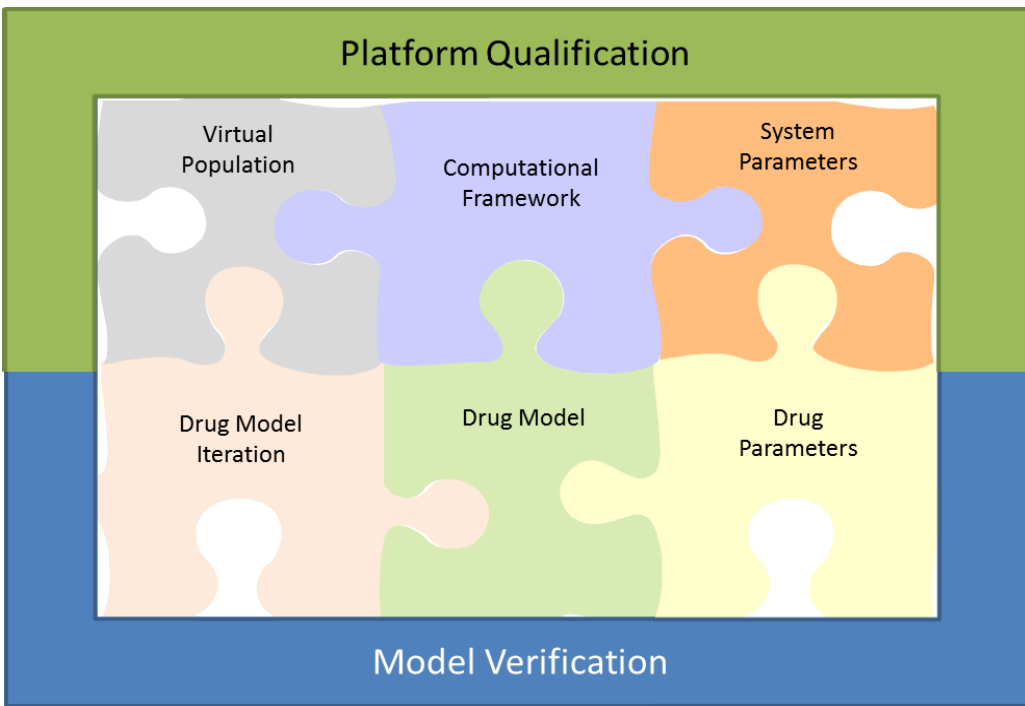 Platform Qualification
Virtual
Population
Computational
Framework
System
Parameters
Drug Model
Iteration
Drug Model
Drug
Parameters
Model Verification